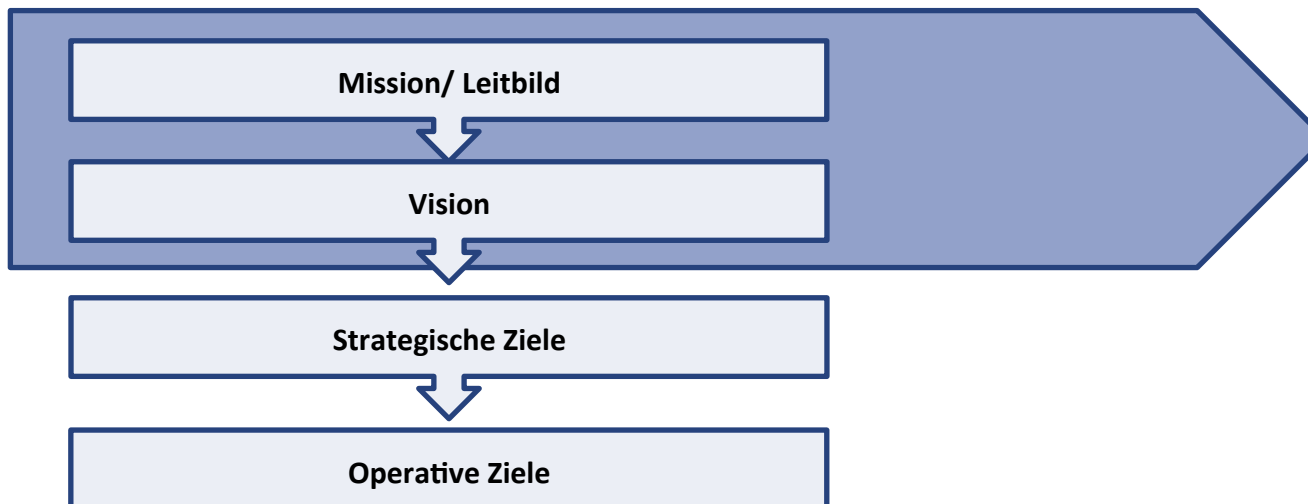 Mission/ Leitbild
Vision
Strategische Ziele
Operative Ziele